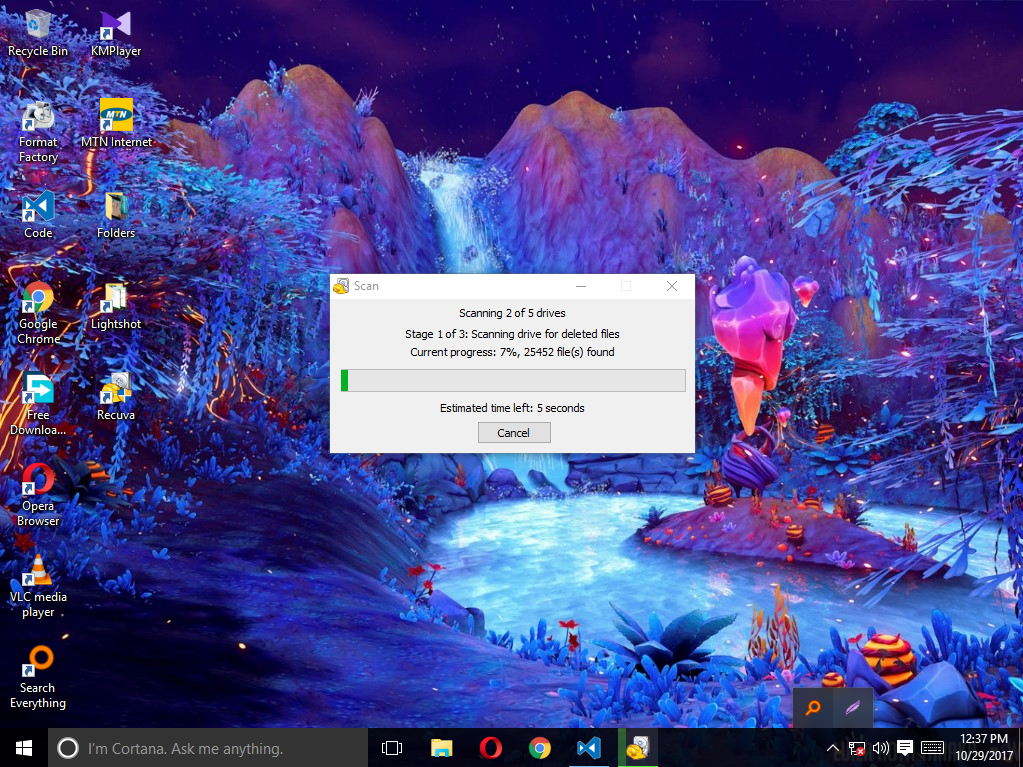 Recycle Bin
KMPlayer
Format
Factory
MTN
MTN Internet
Code
Folders
Google
Chrome
Lightshot
Free
Downloa...
Recuva
Opera
Browser
VLC media
player
Search
Everything
Scan
Scanning 2 of 5 drives
Stage 1 of 3: Scanning drive for deleted files
Current progress: 7%, 25452 file(s) found
Estimated time left: 5 seconds
Cancel
I'm Cortana. Ask me anything.
12:37 PM
10/29/2017